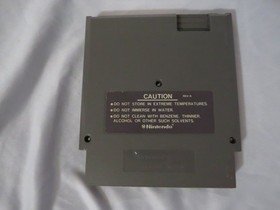 CAUTION
●DO NOT STORE IN EXTREME TEMPERATURES.
●DO NOT IMMERSE IN WATER.
●DO NOT CLEAN WITH BENZENE, THINNER,
ALCOHOL OR OTHER SUCH SOLVENTS.
Nintendo